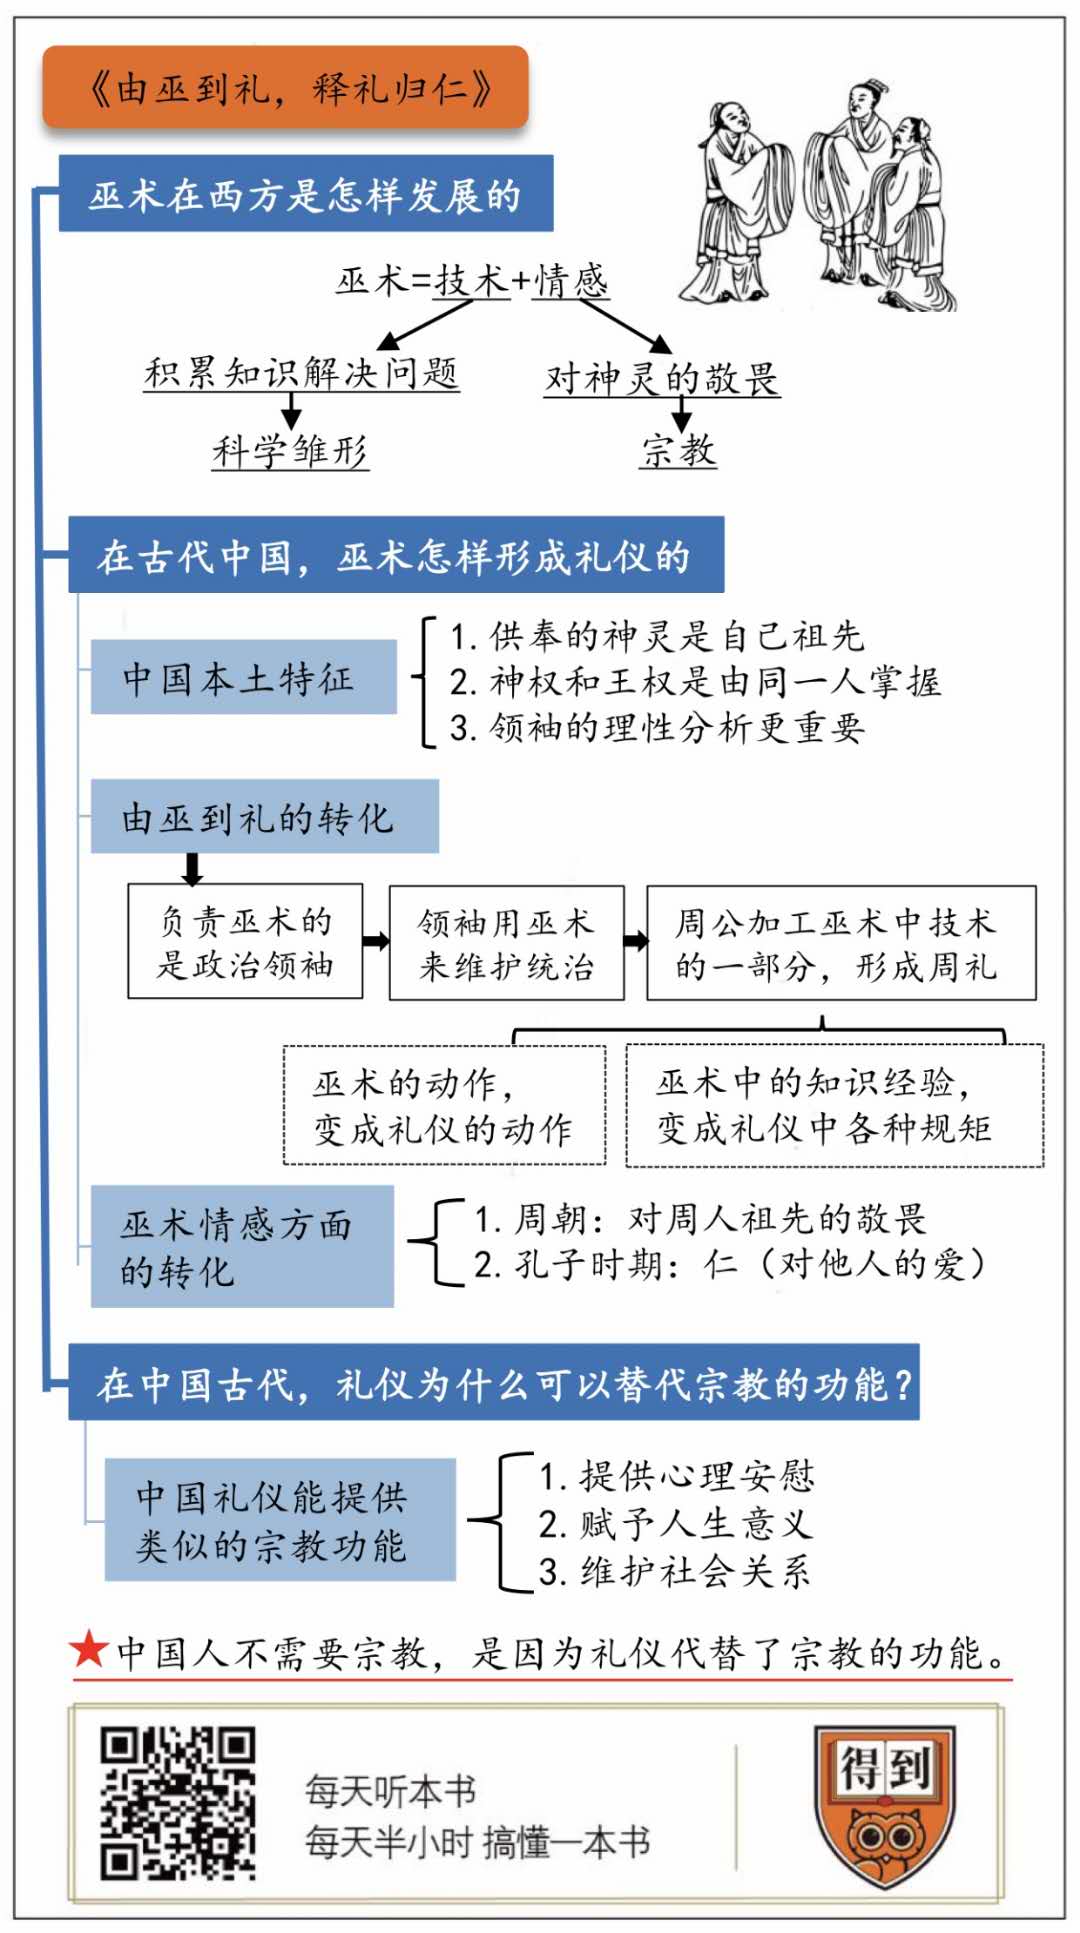 《由巫到礼，释礼归仁》
巫术在西方是怎样发展的
巫术=技术+情感
积累知识解决问题
对神灵的敬畏
科学雏形
宗教
在古代中国，巫术怎样形成礼仪的
中国本土特征
1.供奉的神灵是自己祖先
2.神权和王权是由同一人掌握
3.领袖的理性分析更重要
由巫到礼的转化
负责巫术的
是政治领袖
领袖用巫术
来维护统治
周公加工巫术中技术
的一部分，形成周礼
巫术的动作，
变成礼仪的动作
巫术中的知识经验，
变成礼仪中各种规矩
巫术情感方面
的转化
1.周朝：对周人祖先的敬畏
2.孔子时期：仁（对他人的爱）
在中国古代，礼仪为什么可以替代宗教的功能？
中国礼仪能提供
类似的宗教功能
1.提供心理安慰
2.赋予人生意义
3.维护社会关系
★中国人不需要宗教，是因为礼仪代替了宗教的功能。
每天听本书
每天半小时 搞懂一本书
得到